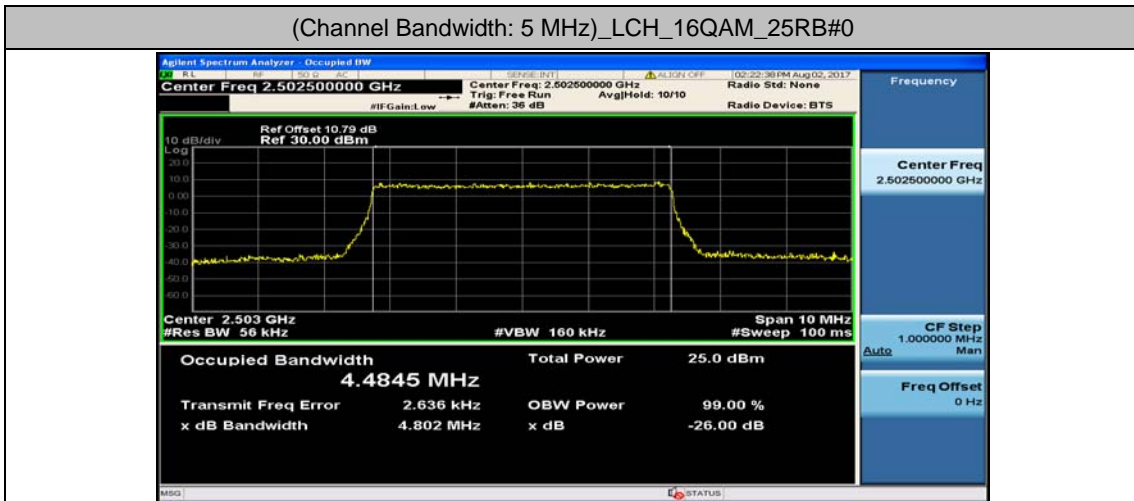 (Channel Bandwidth: 5 MHz)_LCH_16QAM_25RB#0
Agilent Spectrum Analyzer - Occupied BW
RL RF 50 Ω AC SENSE:INT ALIGN OFF 02:22:38 PM Aug 02, 2017
Center Freq 2.502500000 GHz
Center Freq: 2.502500000 GHz
Radio Std: None
Trig: Free Run Avg|Hold: 10/10
#IFGain:Low
#Atten: 36 dB
Radio Device: BTS
Ref Offset 10.79 dB
10 dB/div Ref 30.00 dBm
Log
20.0
10.0
0.00
-10.0
-20.0
-30.0
-40.0
-50.0
-60.0
Center 2.503 GHz Span 10 MHz
#Res BW 56 kHz #VBW 160 kHz #Sweep 100 ms
Occupied Bandwidth Total Power 25.0 dBm
4.4845 MHz
Transmit Freq Error 2.636 kHz OBW Power 99.00 %
x dB Bandwidth 4.802 MHz x dB -26.00 dB
Frequency
Center Freq
2.502500000 GHz
CF Step
1.000000 MHz
Auto Man
Freq Offset
0 Hz
MSG STATUS